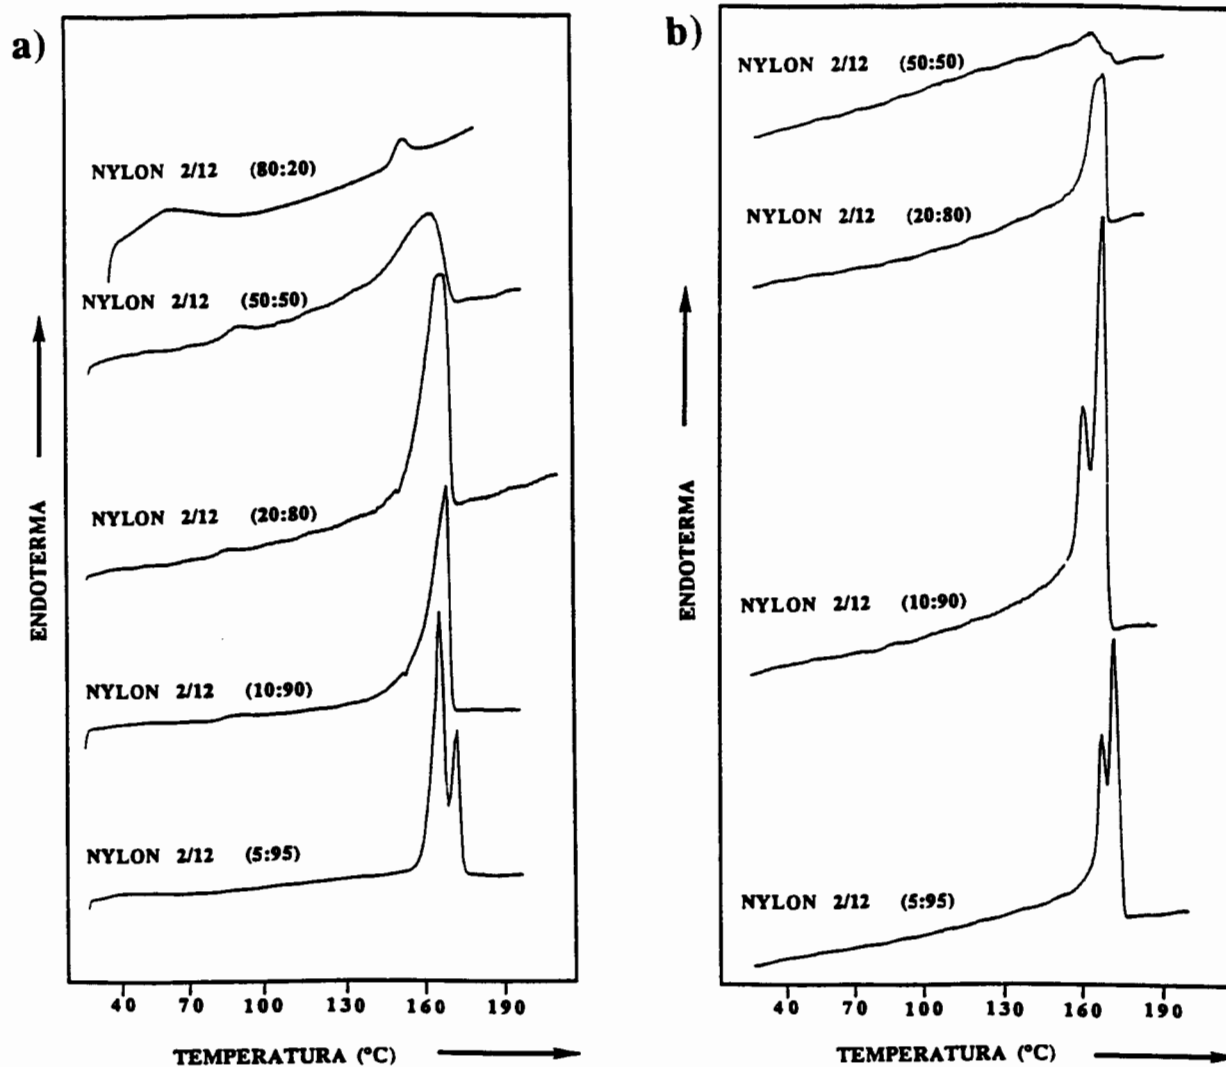 a)
NYLON 2/12 (80:20)
NYLON 2/12 (50:50)
NYLON 2/12 (20:80)
NYLON 2/12 (10:90)
NYLON 2/12 (5:95)
ENDOTERMA
40 70 100 130 160 190
TEMPERATURA (°C)
b)
NYLON 2/12 (50:50)
NYLON 2/12 (20:80)
NYLON 2/12 (10:90)
NYLON 2/12 (5:95)
ENDOTERMA
40 70 100 130 160 190
TEMPERATURA (°C)